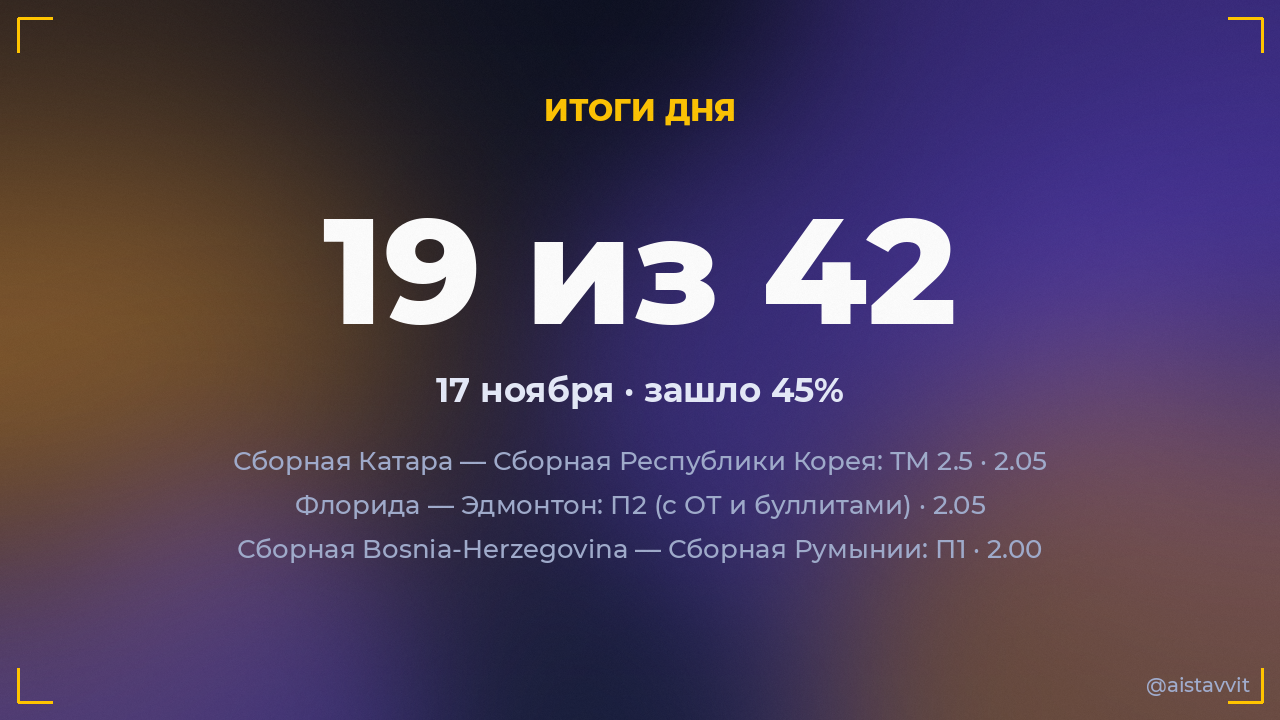 ИТОГИ ДНЯ
19 из 42
17 ноября · зашло 45%
Сборная Катара — Сборная Республики Корея: ТМ 2.5 · 2.05
Флорида — Эдмонтон: П2 (с ОТ и буллитами) · 2.05
Сборная Bosnia-Herzegovina — Сборная Румынии: П1 · 2.00
@aistavvit